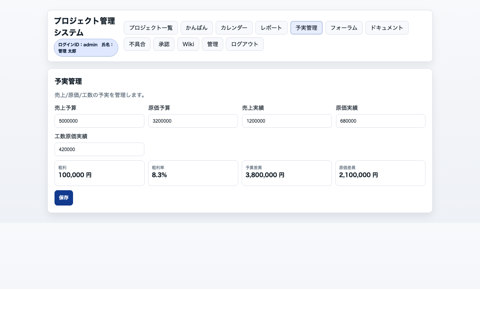 プロジェクト管理
システム
ログインID：admin 氏名：
管理 太郎
プロジェクト一覧 かんばん カレンダー レポート 予実管理 フォーラム ドキュメント
不具合 承認 Wiki 管理 ログアウト
予実管理
売上/原価/工数の予実を管理します。
売上予算 原価予算 売上実績 原価実績
5000000 3200000 1200000 680000
工数原価実績
420000
粗利 粗利率 予算差異 原価差異
100,000 円 8.3% 3,800,000 円 2,100,000 円
保存